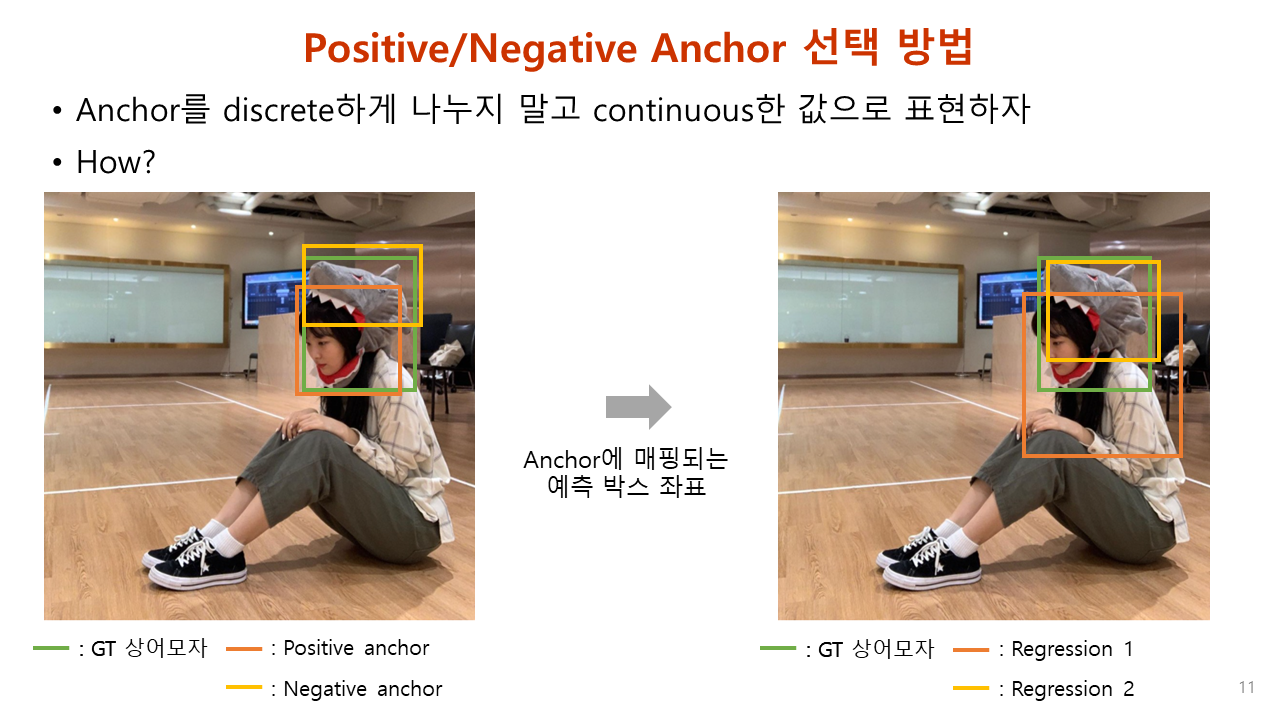 Positive/Negative Anchor 선택 방법
• Anchor를 discrete하게 나누지 말고 continuous한 값으로 표현하자
• How?
Anchor에 매핑되는
예측 박스 좌표
: GT 상어모자
: Positive anchor
: Negative anchor
: GT 상어모자
: Regression 1
: Regression 2
11